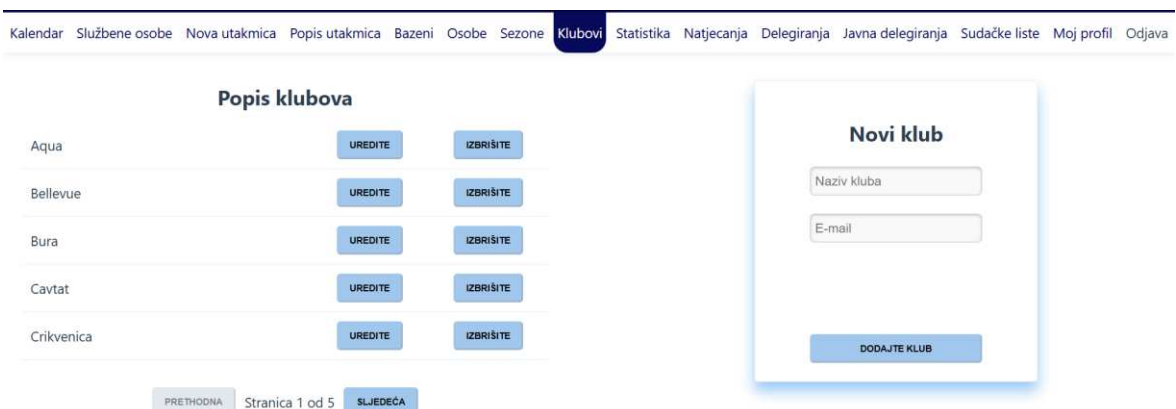 Kalendar Službene osobe Nova utakmica Popis utakmica Bazeni Osobe Sezone Klubovi Statistika Natjecanja Delegiranja Javna delegiranja Sudačke liste Moj profil Odjava
Popis klubova
Aqua UREDITE IZBRIŠITE
Bellevue UREDITE IZBRIŠITE
Bura UREDITE IZBRIŠITE
Cavtat UREDITE IZBRIŠITE
Crikvenica UREDITE IZBRIŠITE
PRETHODNA Stranica 1 od 5 SLJEDEĆA
Novi klub
Naziv kluba
E-mail
DODAJTE KLUB